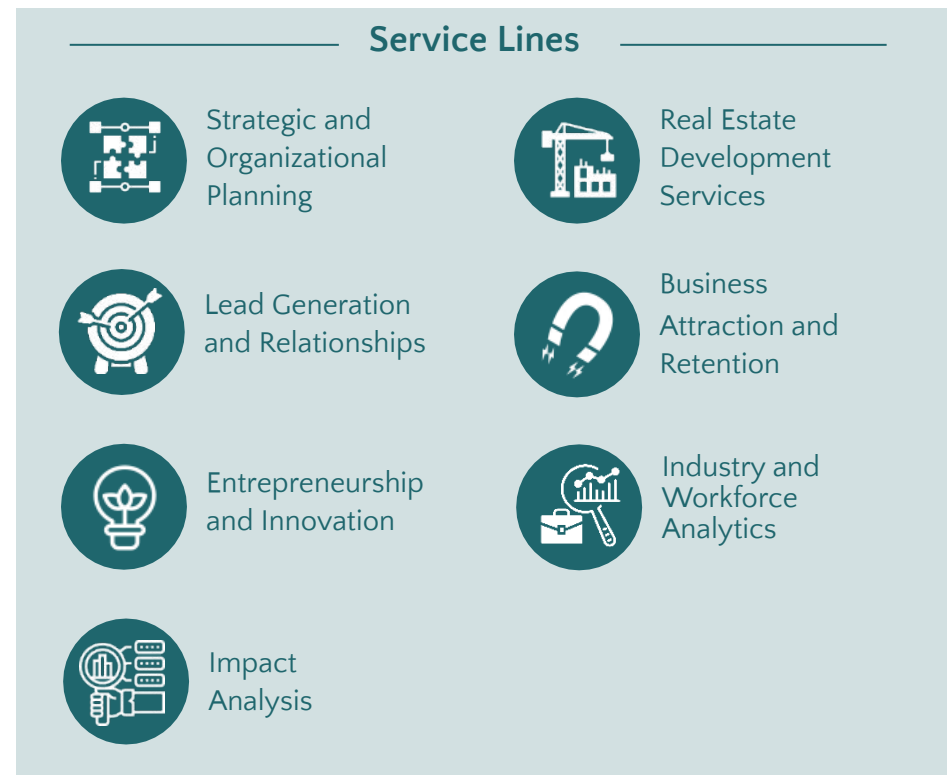 Service Lines
Strategic and
Organizational
Planning
Real Estate
Development
Services
Lead Generation
and Relationships
Business
Attraction and
Retention
Entrepreneurship
and Innovation
Industry and
Workforce
Analytics
Impact
Analysis